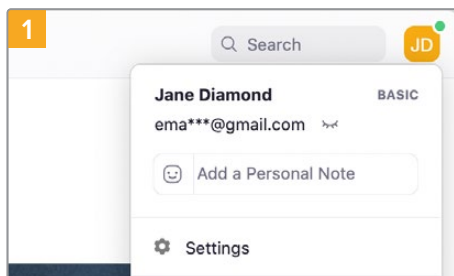 1
Search
JD
Jane Diamond BASIC
ema***@gmail.com
Add a Personal Note
Settings